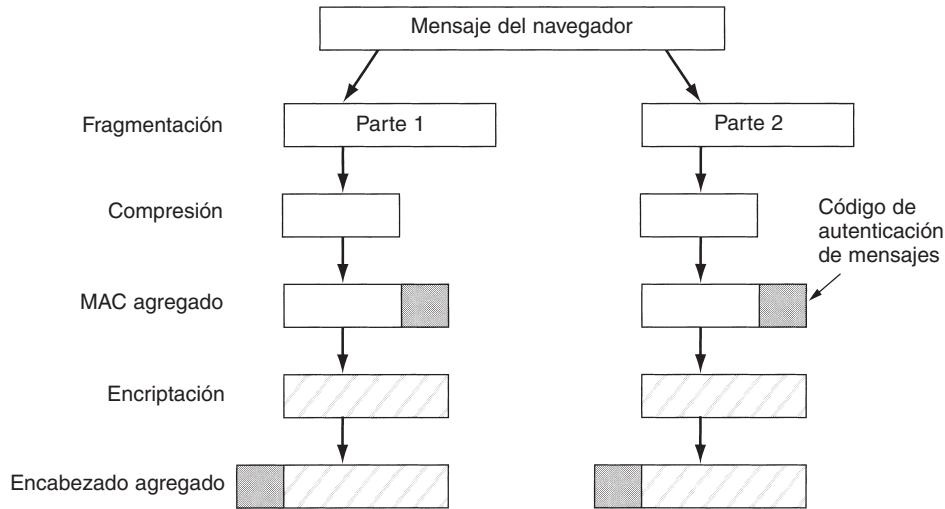 Mensaje del navegador
Fragmentación
Parte 1
Parte 2
Compresión
Código de
autenticación
de mensajes
MAC agregado
Encriptación
Encabezado agregado